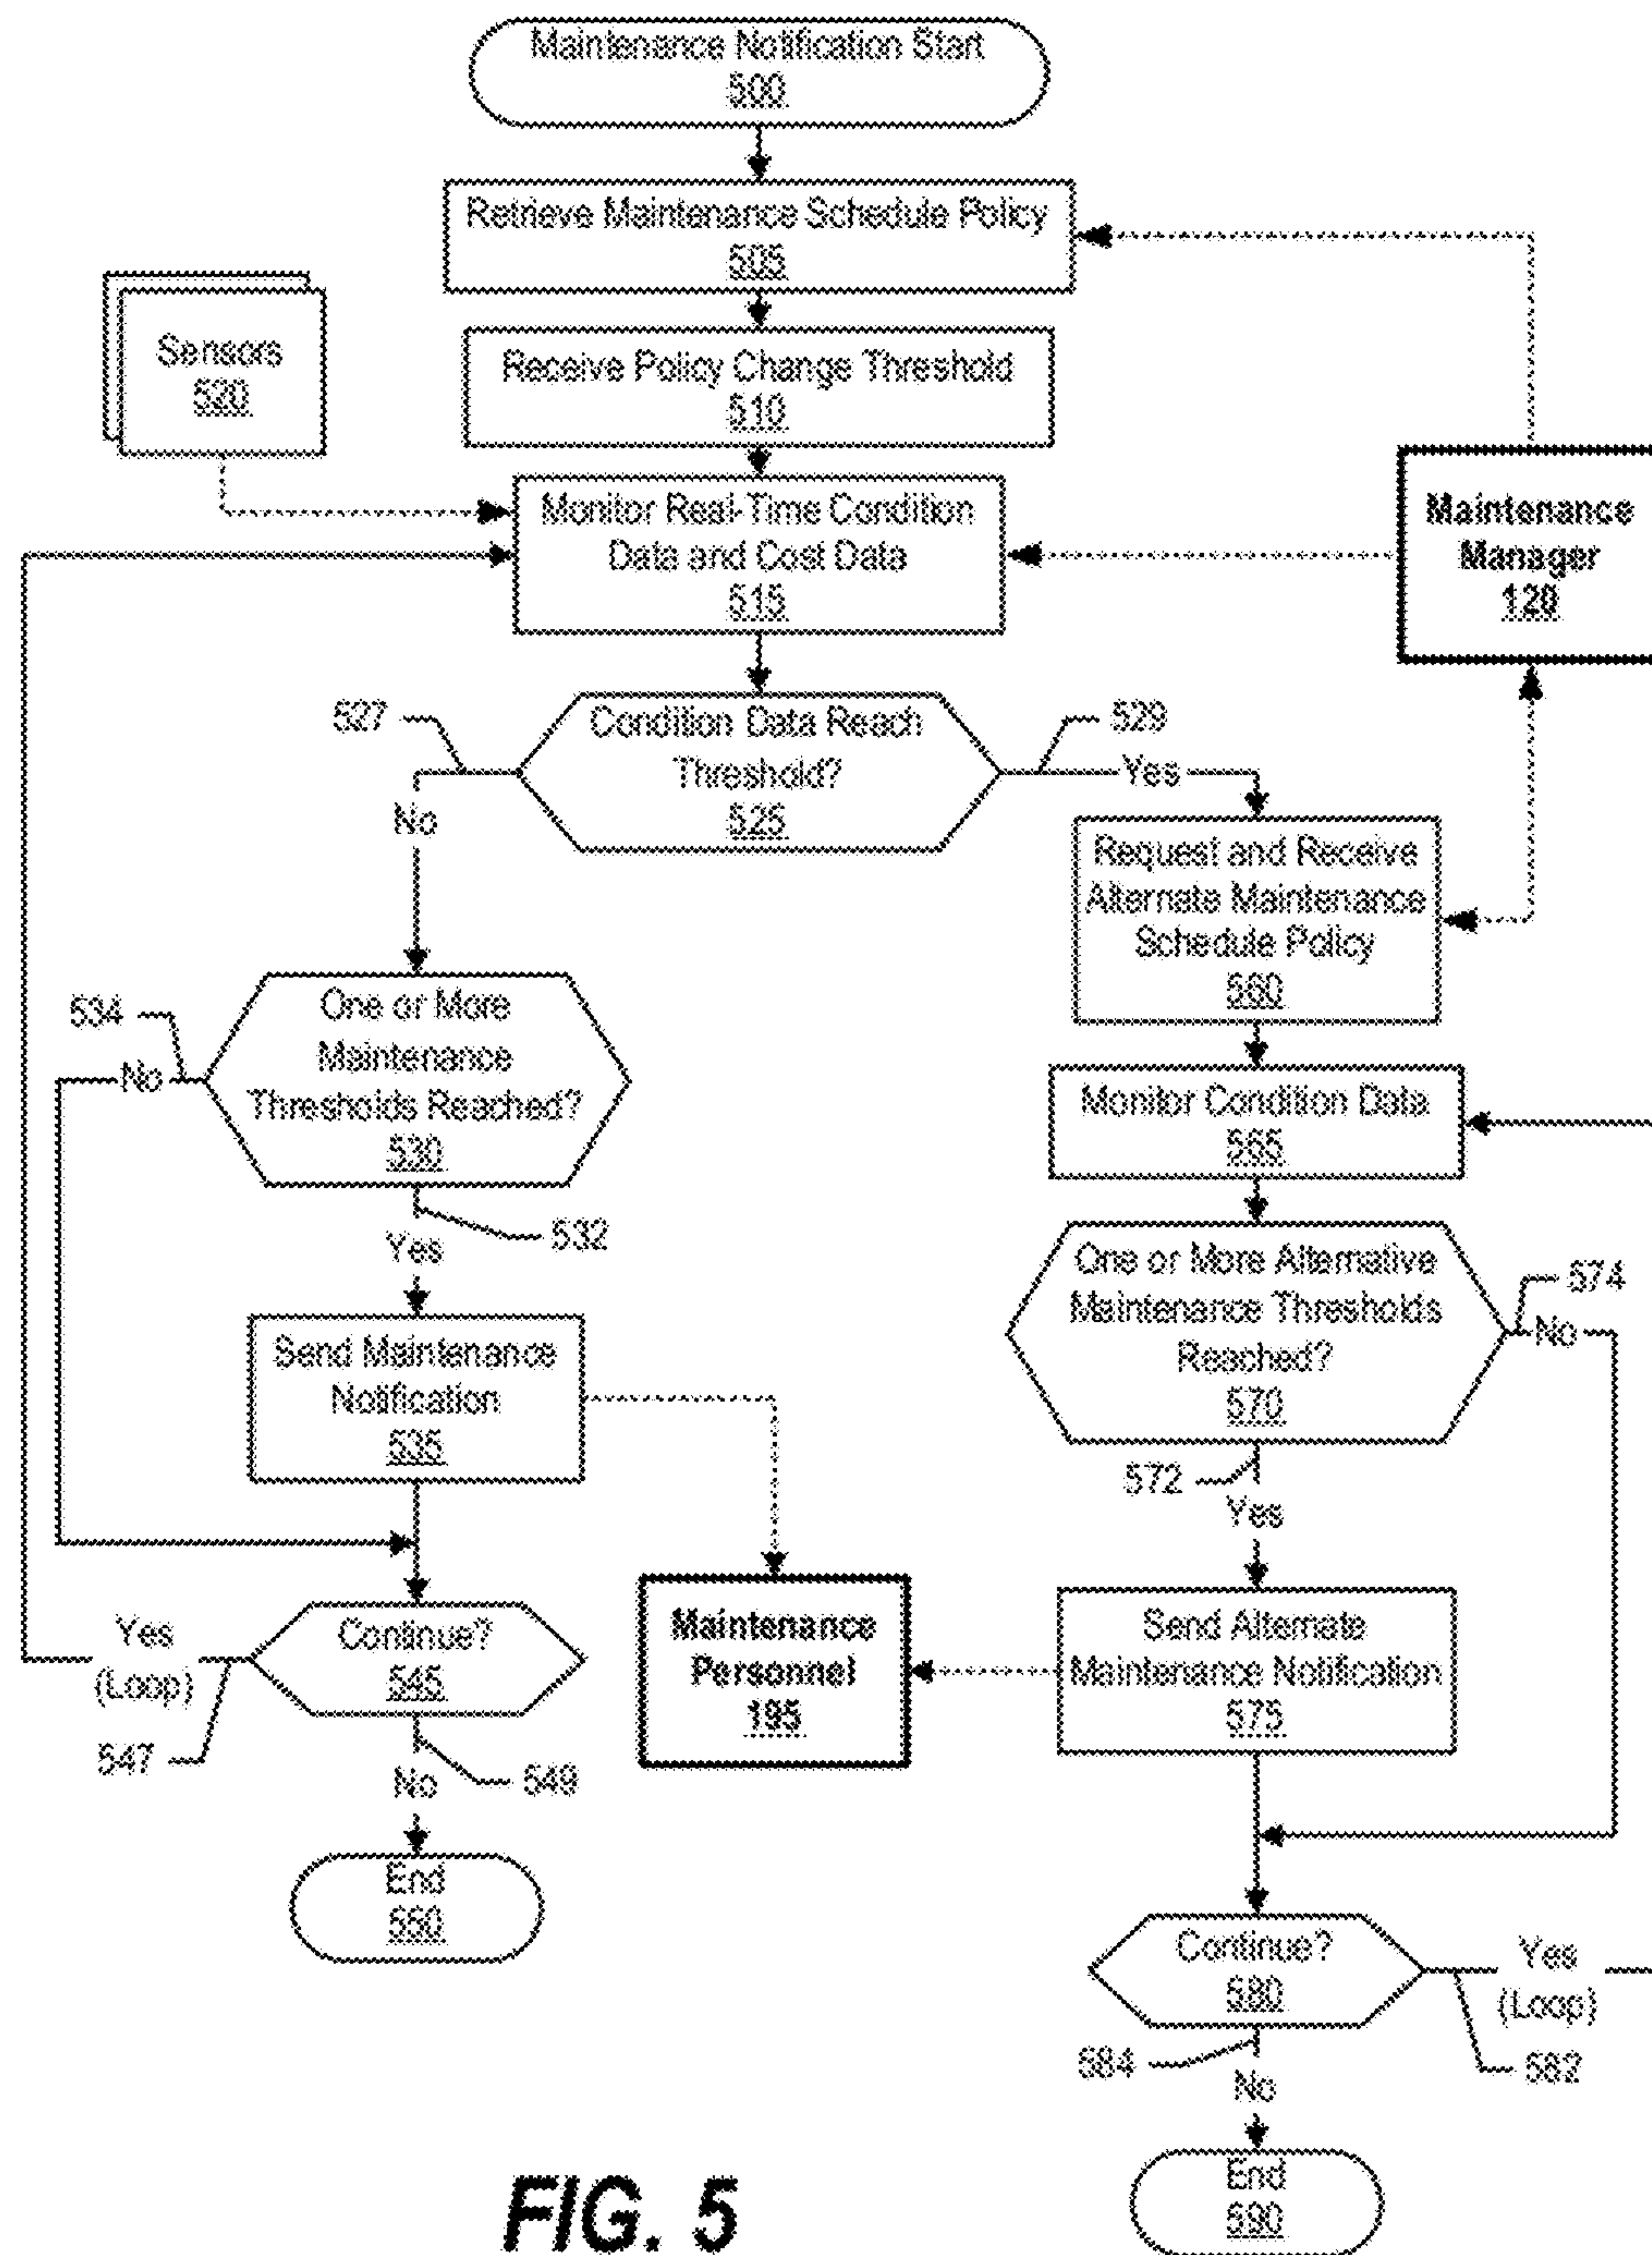 Maintenance Notification Start
500
Retrieve Maintenance Schedule Policy
505
Sensors
520
Receive Policy Change Threshold
510
Monitor Real-Time Condition
Data and Cost Data
515
Maintenance
Manager
120
527
Condition Data Reach
Threshold?
525
529
Yes
No
Request and Receive
Alternate Maintenance
Schedule Policy
560
534
No
One or More
Maintenance
Thresholds Reached?
530
532
Yes
Monitor Condition Data
565
One or More Alternative
Maintenance Thresholds
Reached?
570
574
No
572
Yes
Send Maintenance
Notification
535
Maintenance
Personnel
195
Send Alternate
Maintenance Notification
575
Yes
(Loop)
547
Continue?
545
549
No
End
550
Continue?
580
Yes
(Loop)
582
584
No
End
590
FIG. 5